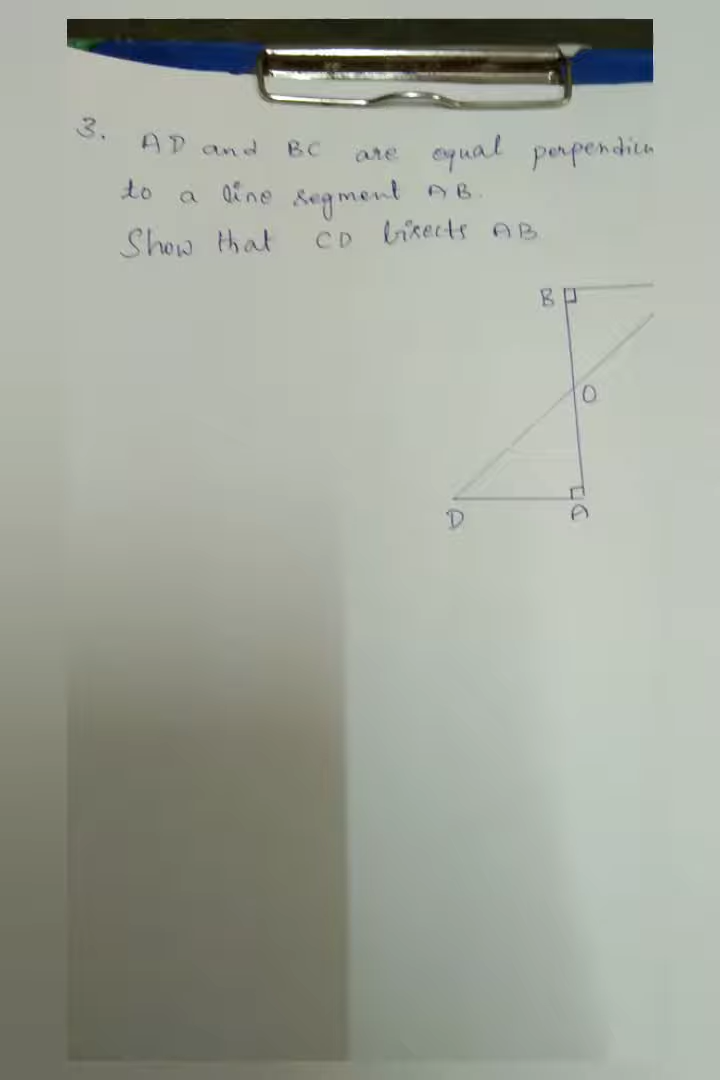 3. AD and BC are equal perpendicu
to a line segment AB.
Show that CD bisects AB
B
O
D A